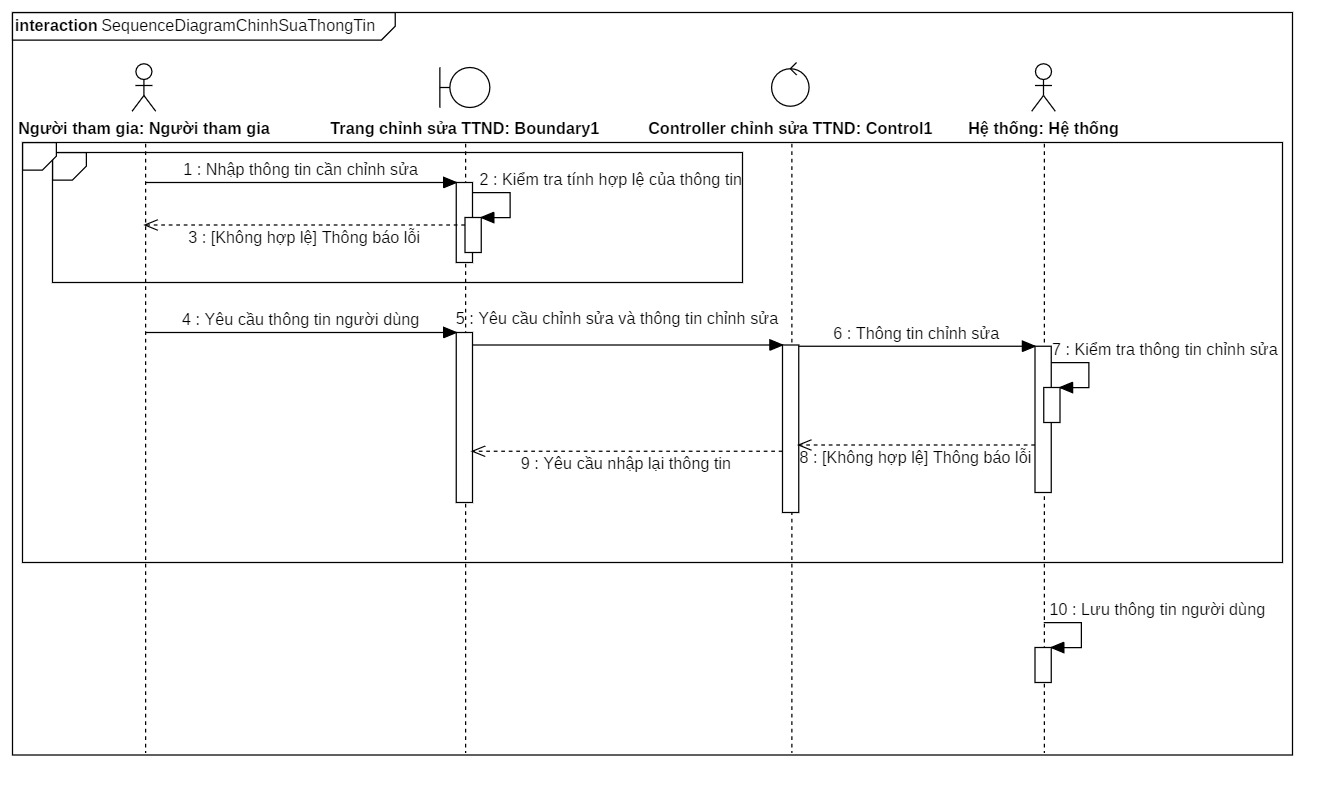 interaction SequenceDiagramChinhSuaThongTin
Người tham gia: Người tham gia
Trang chỉnh sửa TTND: Boundary1
Controller chỉnh sửa TTND: Control1
Hệ thống: Hệ thống
1 : Nhập thông tin cần chỉnh sửa
2 : Kiểm tra tính hợp lệ của thông tin
3 : [Không hợp lệ] Thông báo lỗi
4 : Yêu cầu thông tin người dùng
5 : Yêu cầu chỉnh sửa và thông tin chỉnh sửa
6 : Thông tin chỉnh sửa
7 : Kiểm tra thông tin chỉnh sửa
8 : [Không hợp lệ] Thông báo lỗi
9 : Yêu cầu nhập lại thông tin
10 : Lưu thông tin người dùng